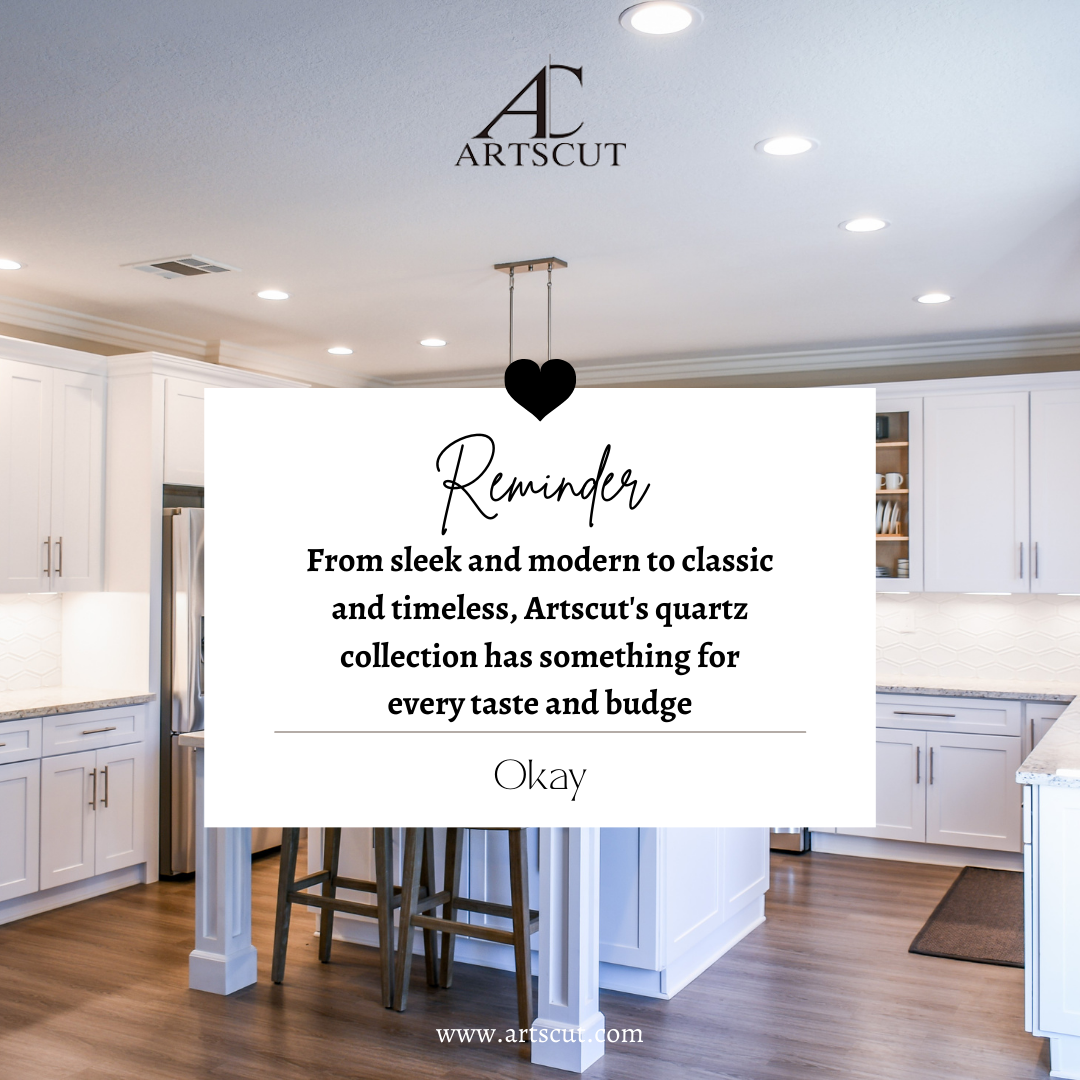 AC
ARTSCUT
Reminder
From sleek and modern to classic
and timeless, Artscut's quartz
collection has something for
every taste and budge
Okay
www.artscut.com